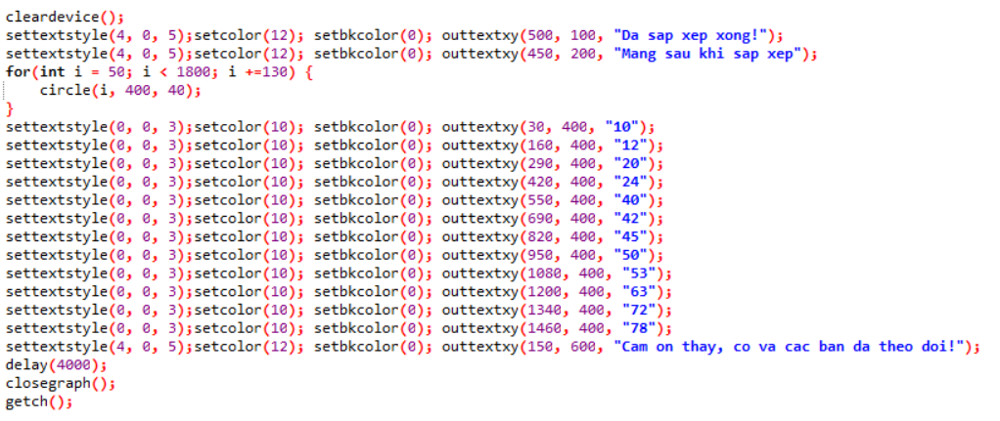 cleardevice();
settextstyle(4, 0, 5);setcolor(12); setbkcolor(0); outtextxy(500, 100, "Da sap xep xong!");
settextstyle(4, 0, 5);setcolor(12); setbkcolor(0); outtextxy(450, 200, "Mang sau khi sap xep");
for(int i = 50; i < 1800; i +=130) {
    circle(i, 400, 40);
}
settextstyle(0, 0, 3);setcolor(10); setbkcolor(0); outtextxy(30, 400, "10");
settextstyle(0, 0, 3);setcolor(10); setbkcolor(0); outtextxy(160, 400, "12");
settextstyle(0, 0, 3);setcolor(10); setbkcolor(0); outtextxy(290, 400, "20");
settextstyle(0, 0, 3);setcolor(10); setbkcolor(0); outtextxy(420, 400, "24");
settextstyle(0, 0, 3);setcolor(10); setbkcolor(0); outtextxy(550, 400, "40");
settextstyle(0, 0, 3);setcolor(10); setbkcolor(0); outtextxy(690, 400, "42");
settextstyle(0, 0, 3);setcolor(10); setbkcolor(0); outtextxy(820, 400, "45");
settextstyle(0, 0, 3);setcolor(10); setbkcolor(0); outtextxy(950, 400, "50");
settextstyle(0, 0, 3);setcolor(10); setbkcolor(0); outtextxy(1080, 400, "53");
settextstyle(0, 0, 3);setcolor(10); setbkcolor(0); outtextxy(1200, 400, "63");
settextstyle(0, 0, 3);setcolor(10); setbkcolor(0); outtextxy(1340, 400, "72");
settextstyle(0, 0, 3);setcolor(10); setbkcolor(0); outtextxy(1460, 400, "78");
settextstyle(4, 0, 5);setcolor(12); setbkcolor(0); outtextxy(150, 600, "Cam on thay, co va cac ban da theo doi!");
delay(4000);
closegraph();
getch();